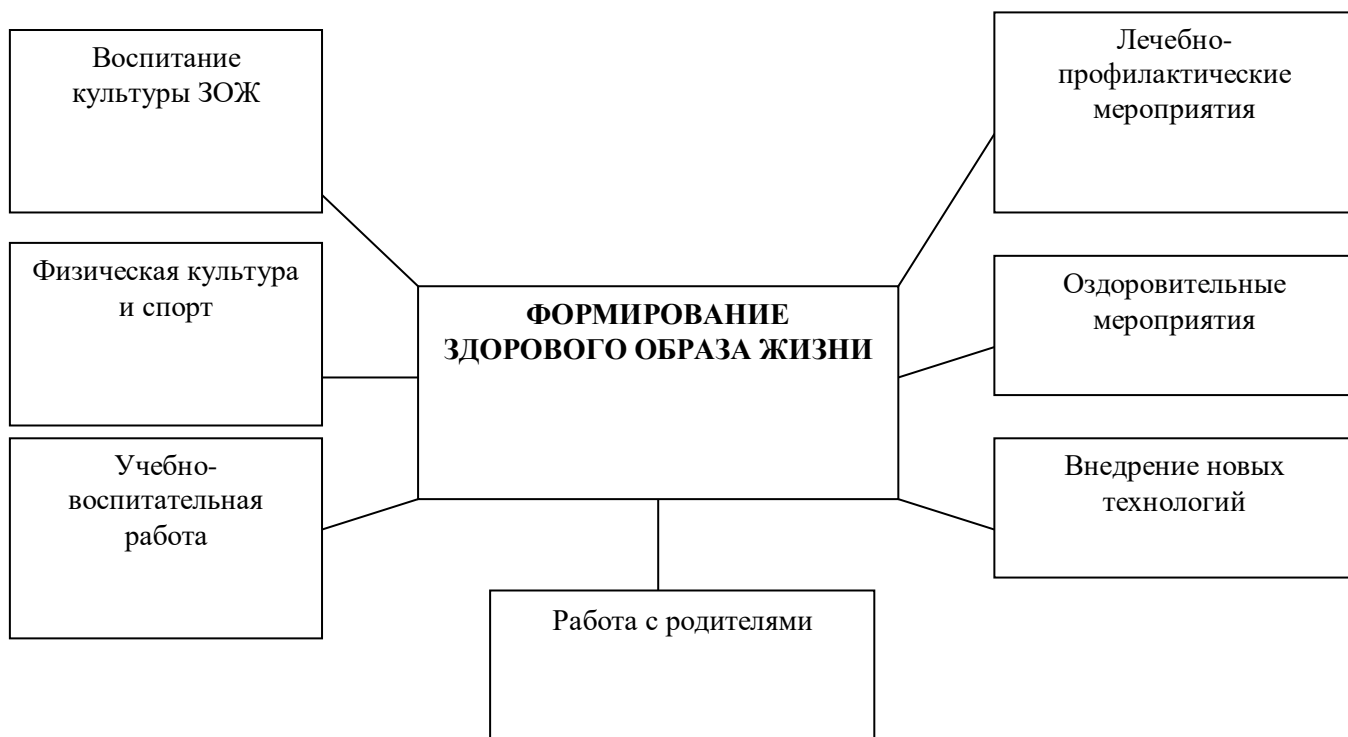 Воспитание
культуры ЗОЖ
Физическая культура
и спорт
Учебно-
воспитательная
работа
ФОРМИРОВАНИЕ
ЗДОРОВОГО ОБРАЗА ЖИЗНИ
Работа с родителями
Лечебно-
профилактические
мероприятия
Оздоровительные
мероприятия
Внедрение новых
технологий